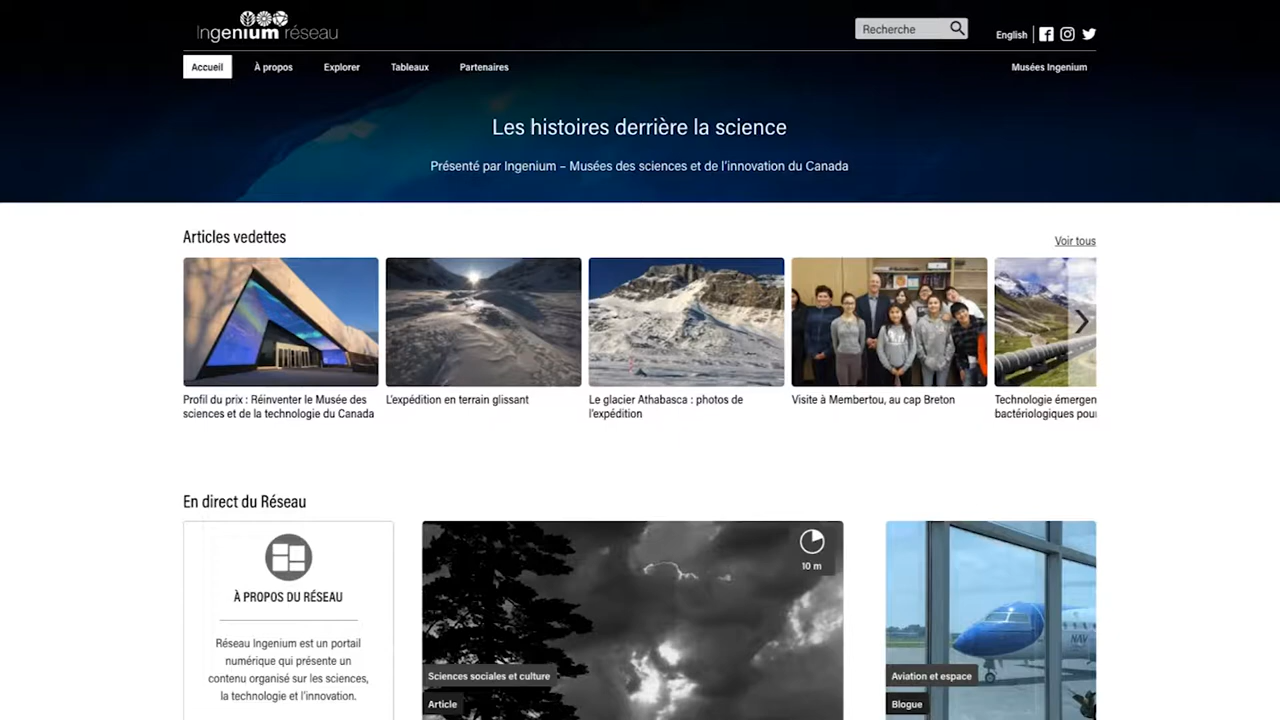 Ingenium réseau
Recherche
English
Accueil
À propos
Explorer
Tableaux
Partenaires
Musées Ingenium
Les histoires derrière la science
Présenté par Ingenium – Musées des sciences et de l'innovation du Canada
Articles vedettes
Voir tous
Profil du prix : Réinventer le Musée des
sciences et de la technologie du Canada
L'expédition en terrain glissant
Le glacier Athabasca : photos de
l'expédition
Visite à Membertou, au cap Breton
Technologie émergen
bactériologiques pour
En direct du Réseau
À PROPOS DU RÉSEAU
Réseau Ingenium est un portail
numérique qui présente un
contenu organisé sur les sciences,
la technologie et l'innovation.
10 m
Sciences sociales et culture
Article
NAV
Aviation et espace
Blogue